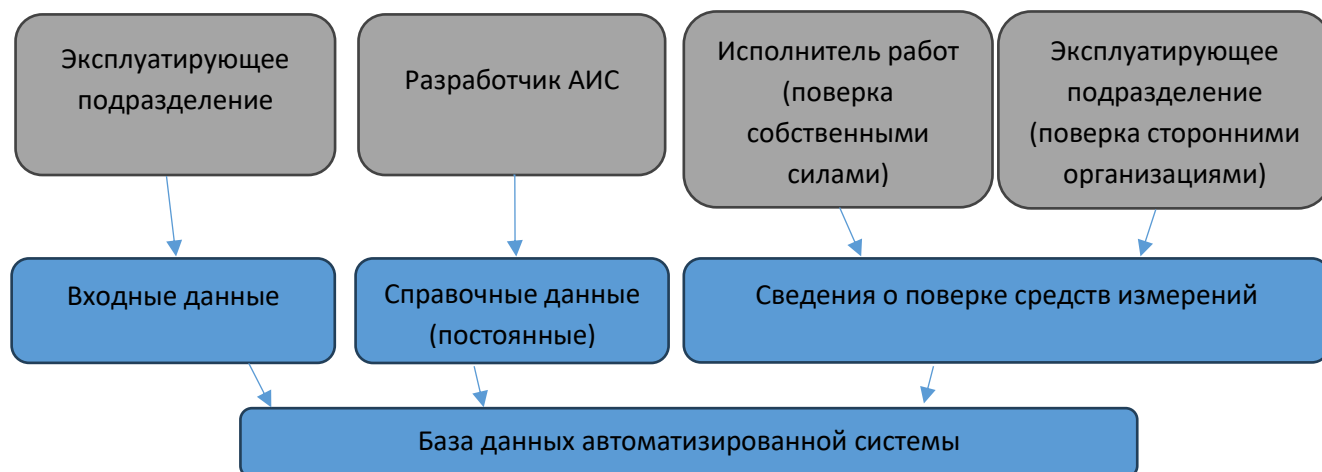 Эксплуатирующее
подразделение
Разработчик АИС
Исполнитель работ
(поверка
собственными
силами)
Эксплуатирующее
подразделение
(поверка сторонними
организациями)
Входные данные
Справочные данные
(постоянные)
Сведения о поверке средств измерений
База данных автоматизированной системы